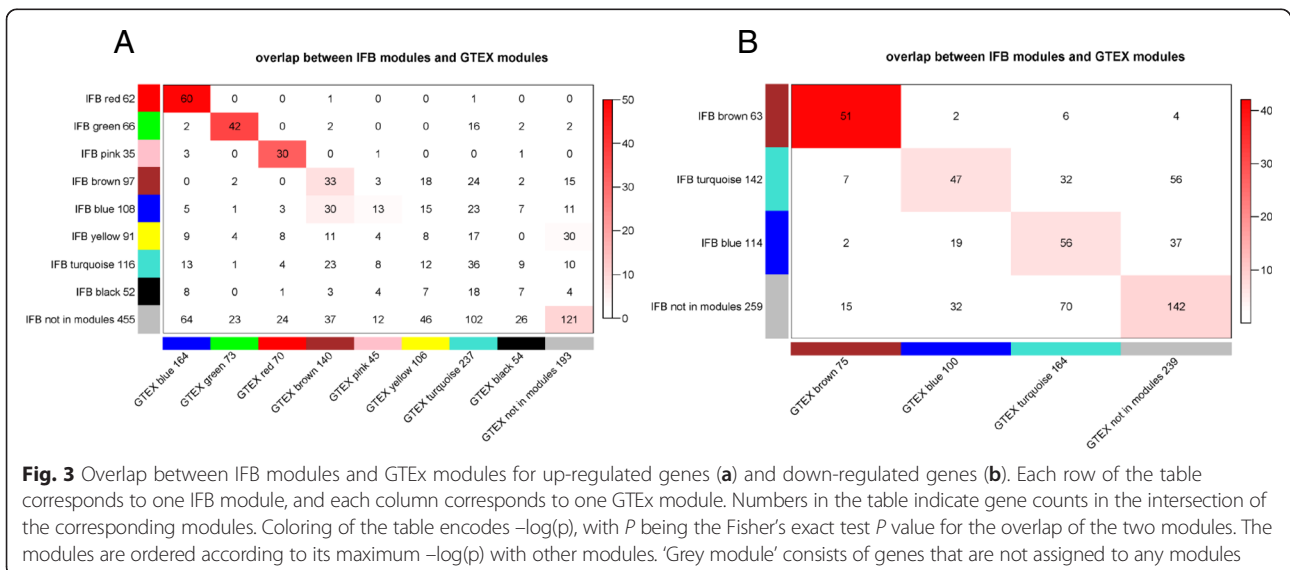 A
overlap between IFB modules and GTEX modules
IFB red 62 60 0 0 1 0 0 1 0 0
IFB green 66 2 42 0 2 0 0 16 2 2
IFB pink 35 3 0 30 0 1 0 0 1 0
IFB brown 97 0 2 0 33 3 18 24 2 15
IFB blue 108 5 1 3 30 13 15 23 7 11
IFB yellow 91 9 4 8 11 4 8 17 0 30
IFB turquoise 116 13 1 4 23 8 12 36 9 10
IFB black 52 8 0 1 3 4 7 18 7 4
IFB not in modules 455 64 23 24 37 12 46 102 26 121
GTEX blue 164
GTEX green 73
GTEX red 70
GTEX brown 140
GTEX pink 45
GTEX yellow 106
GTEX turquoise 237
GTEX black 54
GTEX not in modules 193
50
40
30
20
10
0
B
overlap between IFB modules and GTEX modules
IFB brown 63 51 2 6 4
IFB turquoise 142 7 47 32 56
IFB blue 114 2 19 56 37
IFB not in modules 259 15 32 70 142
GTEX brown 75
GTEX blue 100
GTEX turquoise 164
GTEX not in modules 239
40
30
20
10
Fig. 3 Overlap between IFB modules and GTEx modules for up-regulated genes (a) and down-regulated genes (b). Each row of the table
corresponds to one IFB module, and each column corresponds to one GTEx module. Numbers in the table indicate gene counts in the intersection of
the corresponding modules. Coloring of the table encodes –log(p), with P being the Fisher's exact test P value for the overlap of the two modules. The
modules are ordered according to its maximum –log(p) with other modules. 'Grey module' consists of genes that are not assigned to any modules